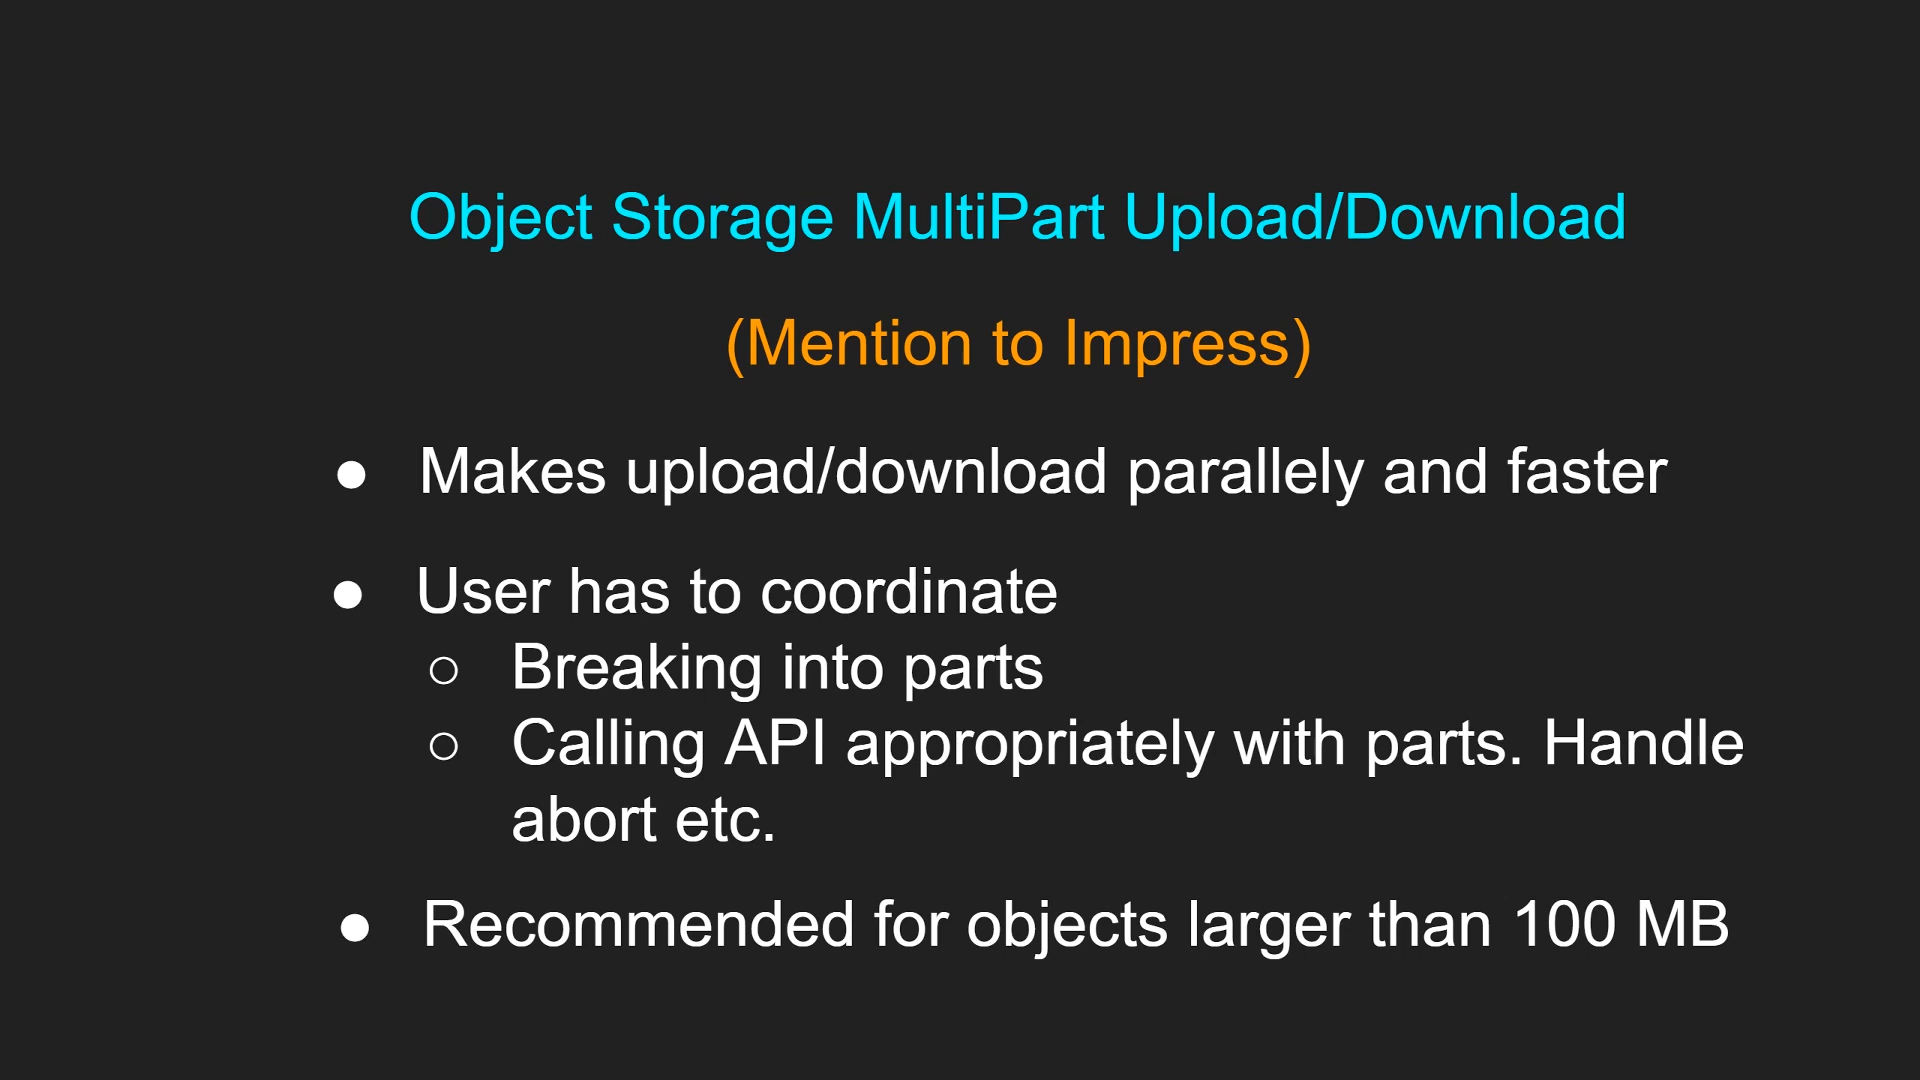 Object Storage MultiPart Upload/Download
(Mention to Impress)
● Makes upload/download parallely and faster
● User has to coordinate
○ Breaking into parts
○ Calling API appropriately with parts. Handle
abort etc.
● Recommended for objects larger than 100 MB